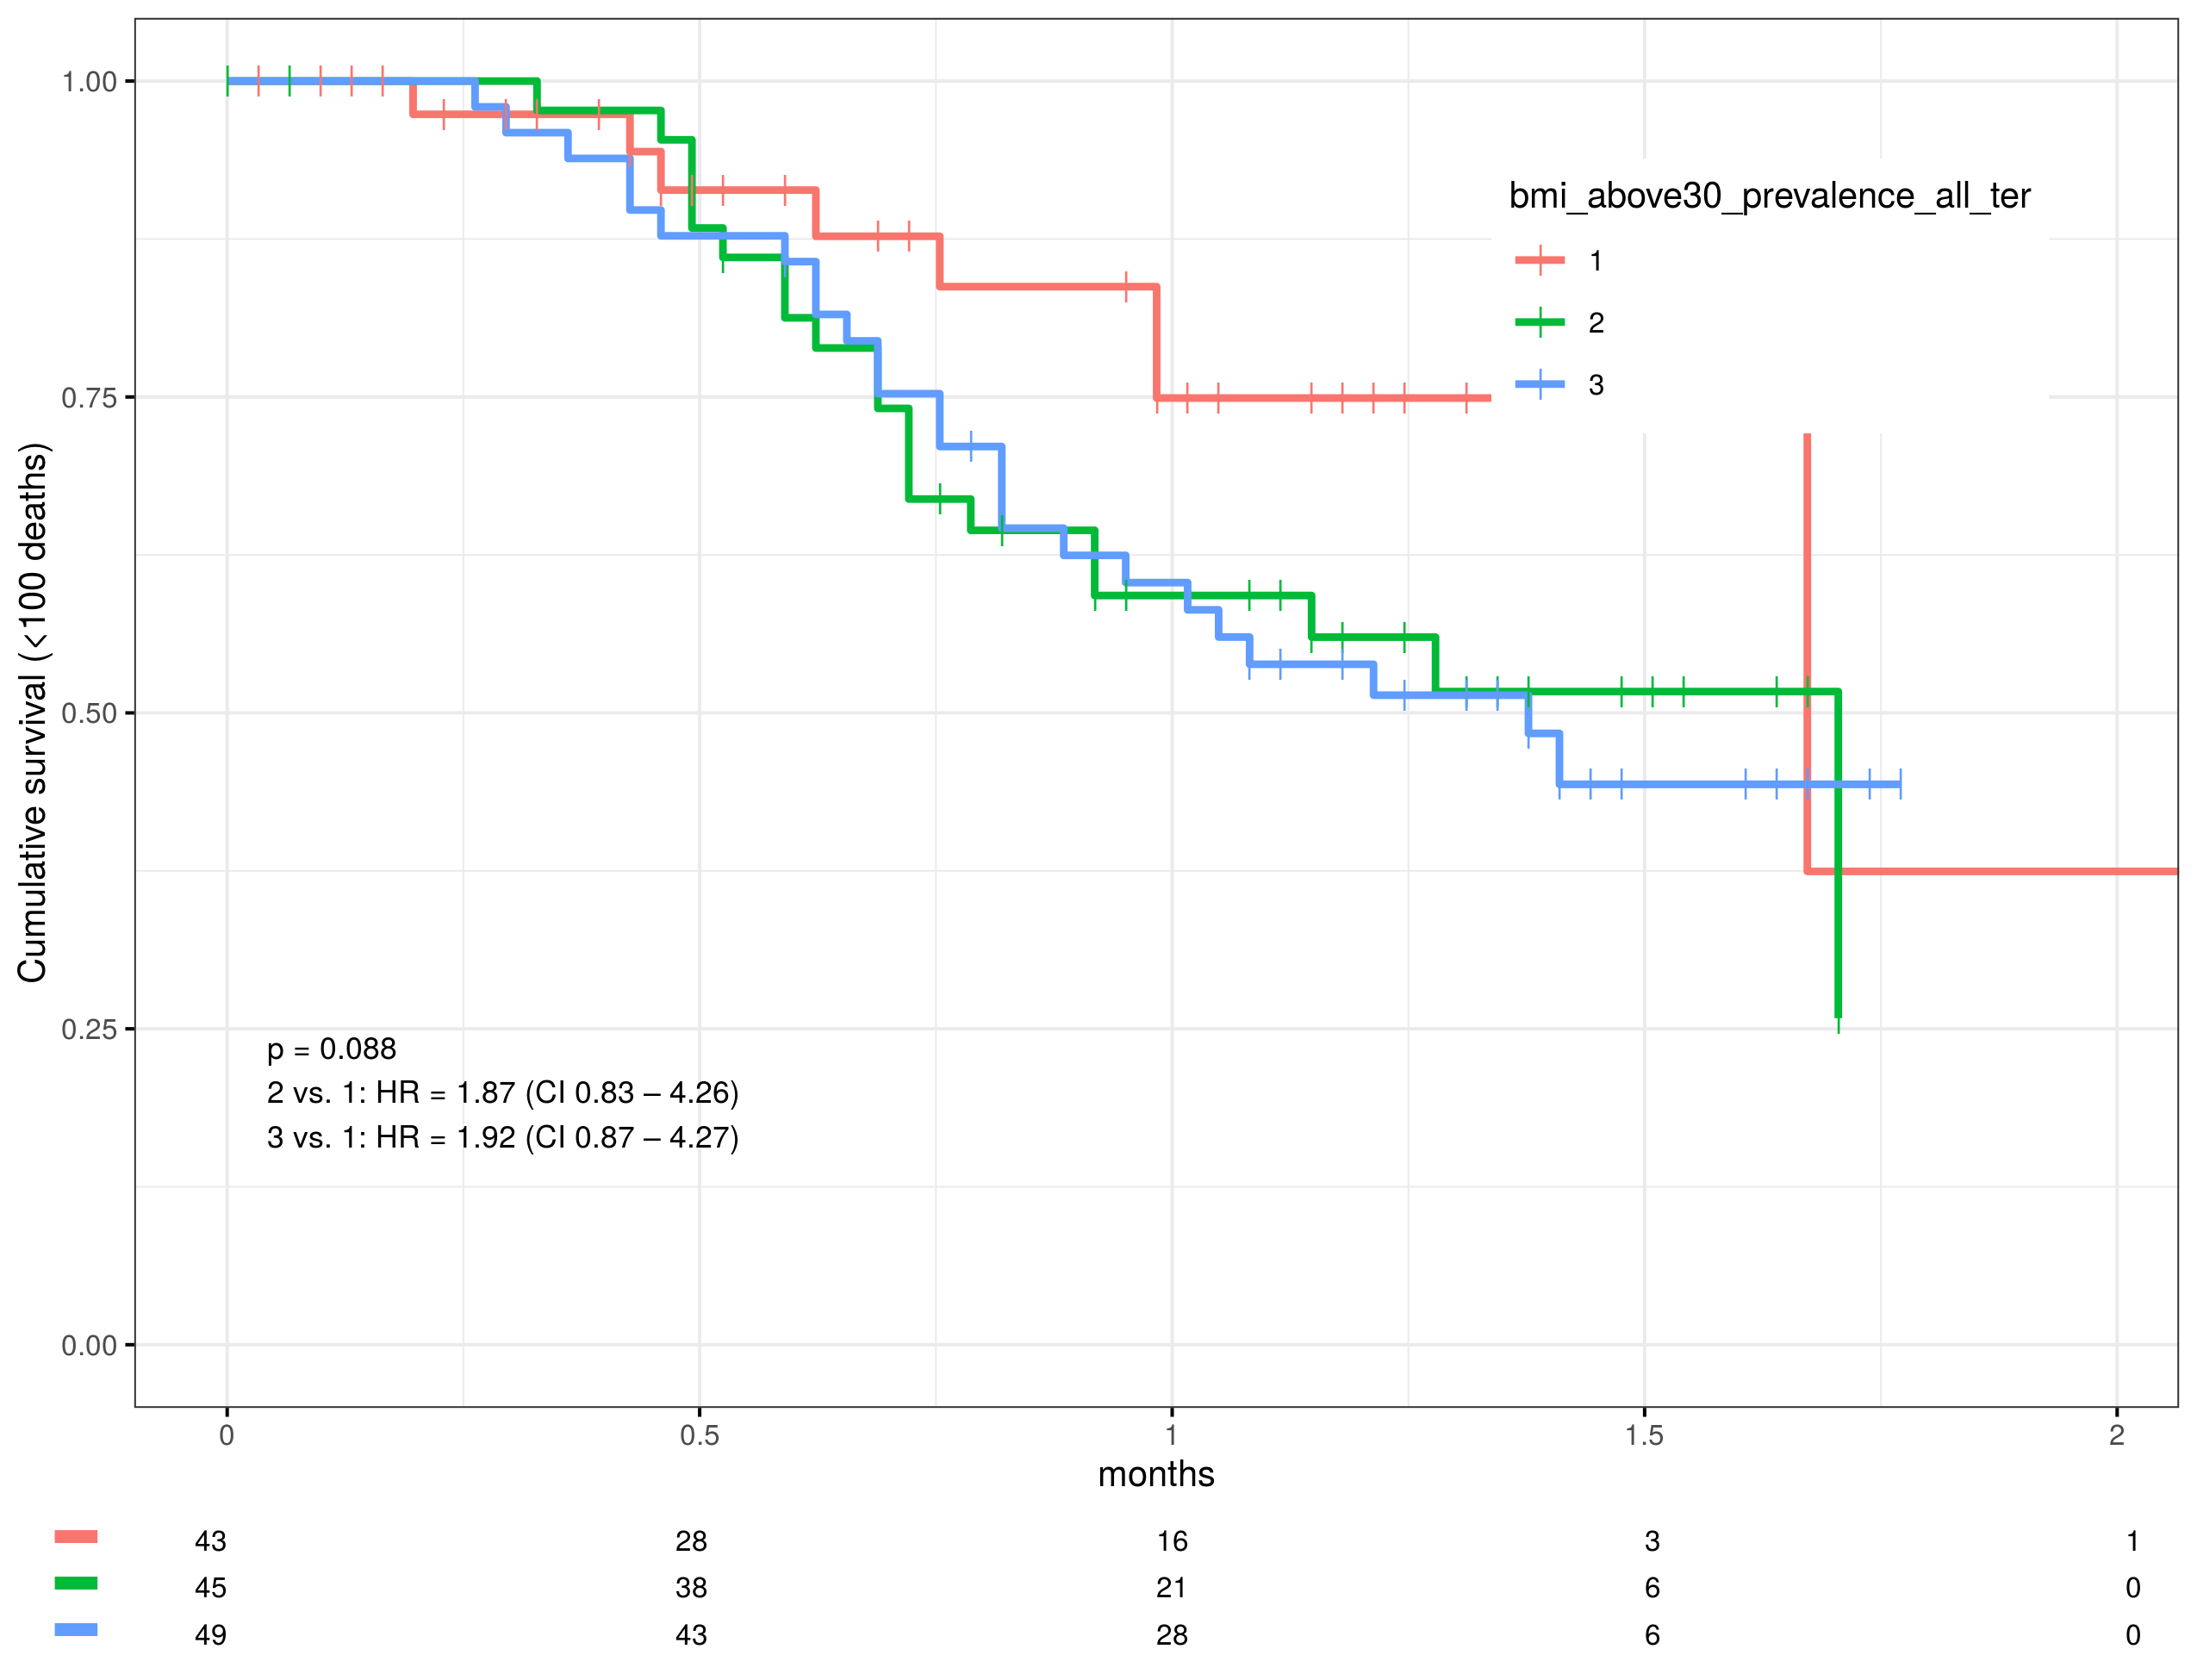 1.00
0.75
0.50
0.25
0.00
Cumulative survival (<100 deaths)
bmi_above30_prevalence_all_ter
1
2
3
p = 0.088
2 vs. 1: HR = 1.87 (CI 0.83 – 4.26)
3 vs. 1: HR = 1.92 (CI 0.87 – 4.27)
0 0.5 1 1.5 2
months
43 28 16 3 1
45 38 21 6 0
49 43 28 6 0